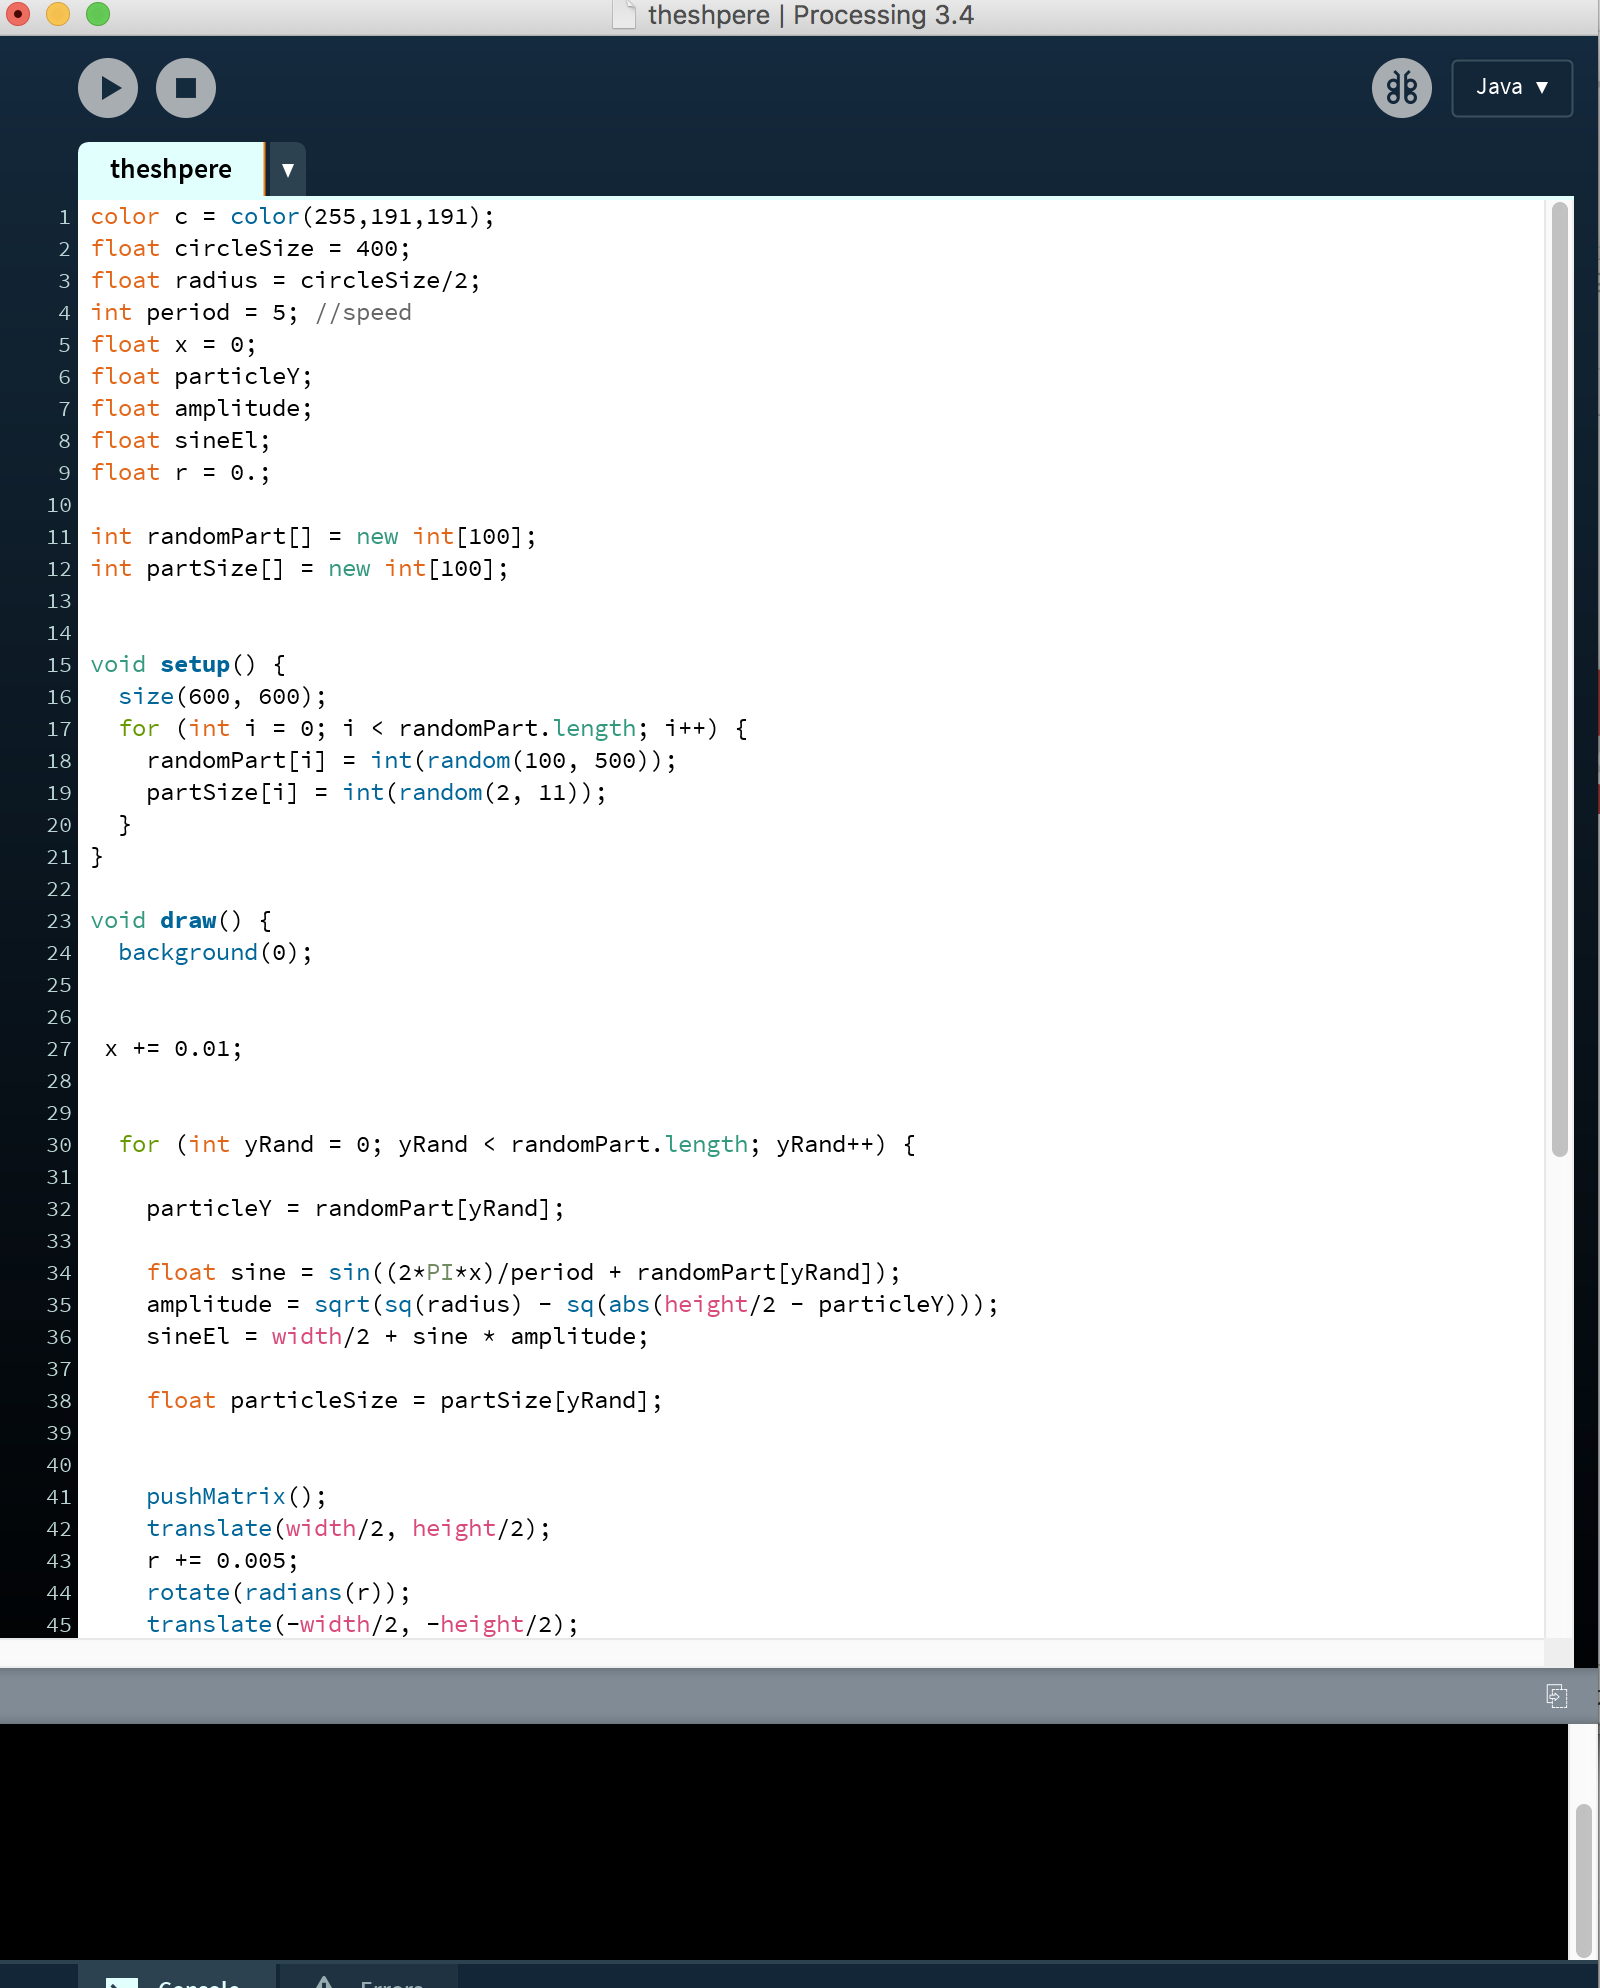 theshpere | Processing 3.4
Java ▼
theshpere ▼
1 color c = color(255,191,191);
2 float circleSize = 400;
3 float radius = circleSize/2;
4 int period = 5; //speed
5 float x = 0;
6 float particleY;
7 float amplitude;
8 float sineEl;
9 float r = 0.;
10
11 int randomPart[] = new int[100];
12 int partSize[] = new int[100];
13
14
15 void setup() {
16   size(600, 600);
17   for (int i = 0; i < randomPart.length; i++) {
18     randomPart[i] = int(random(100, 500));
19     partSize[i] = int(random(2, 11));
20   }
21 }
22
23 void draw() {
24   background(0);
25
26
27  x += 0.01;
28
29
30   for (int yRand = 0; yRand < randomPart.length; yRand++) {
31
32     particleY = randomPart[yRand];
33
34     float sine = sin((2*PI*x)/period + randomPart[yRand]);
35     amplitude = sqrt(sq(radius) - sq(abs(height/2 - particleY)));
36     sineEl = width/2 + sine * amplitude;
37
38     float particleSize = partSize[yRand];
39
40
41     pushMatrix();
42     translate(width/2, height/2);
43     r += 0.005;
44     rotate(radians(r));
45     translate(-width/2, -height/2);
Console Errors